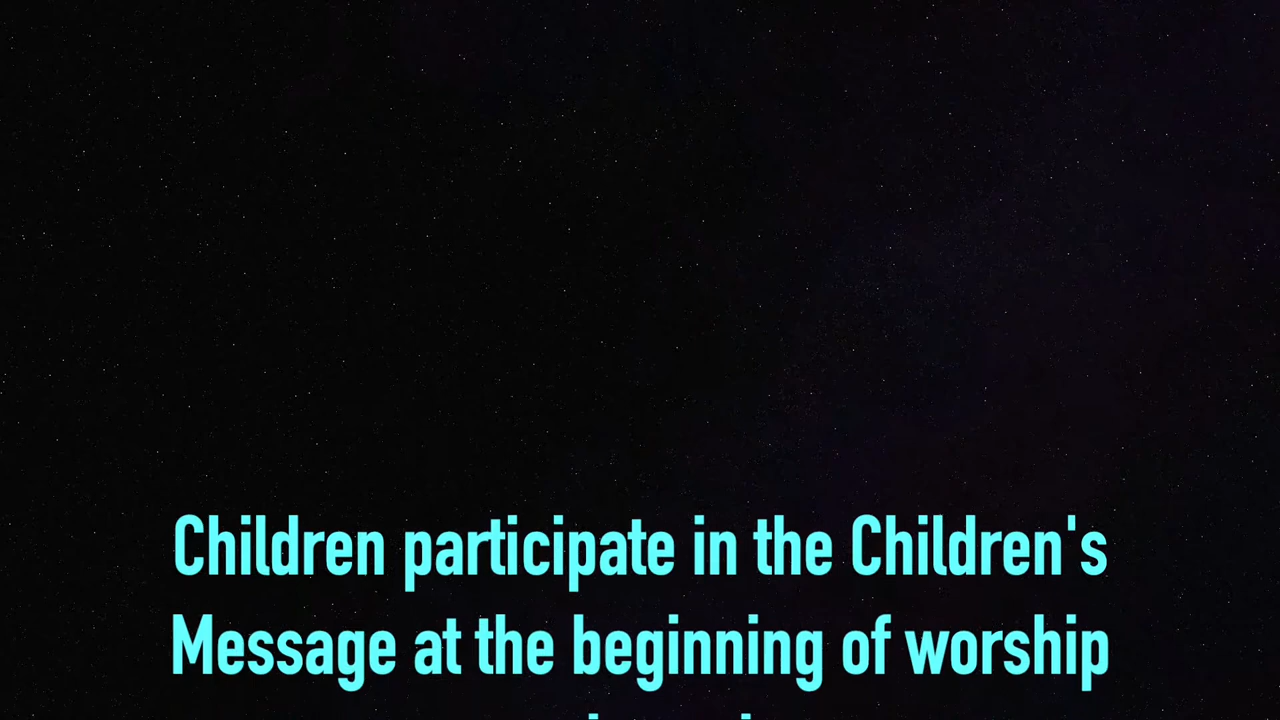 Children participate in the Children's
Message at the beginning of worship